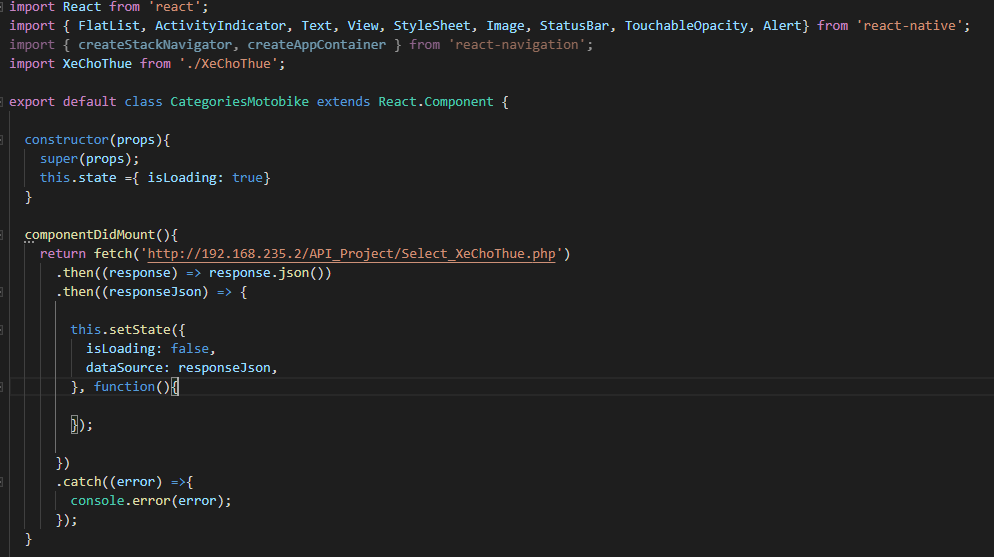 import React from 'react';
import { FlatList, ActivityIndicator, Text, View, StyleSheet, Image, StatusBar, TouchableOpacity, Alert} from 'react-native';
import { createStackNavigator, createAppContainer } from 'react-navigation';
import XeChoThue from './XeChoThue';
export default class CategoriesMotobike extends React.Component {
constructor(props){
super(props);
this.state ={ isLoading: true}
}
componentDidMount(){
return fetch('http://192.168.235.2/API_Project/Select_XeChoThue.php')
.then((response) => response.json())
.then((responseJson) => {
this.setState({
isLoading: false,
dataSource: responseJson,
}, function(){
});
})
.catch((error) =>{
console.error(error);
});
}